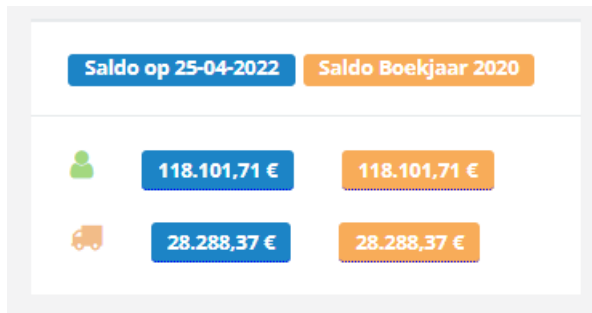 Saldo op 25-04-2022 Saldo Boekjaar 2020
118.101,71 € 118.101,71 €
28.288,37 € 28.288,37 €